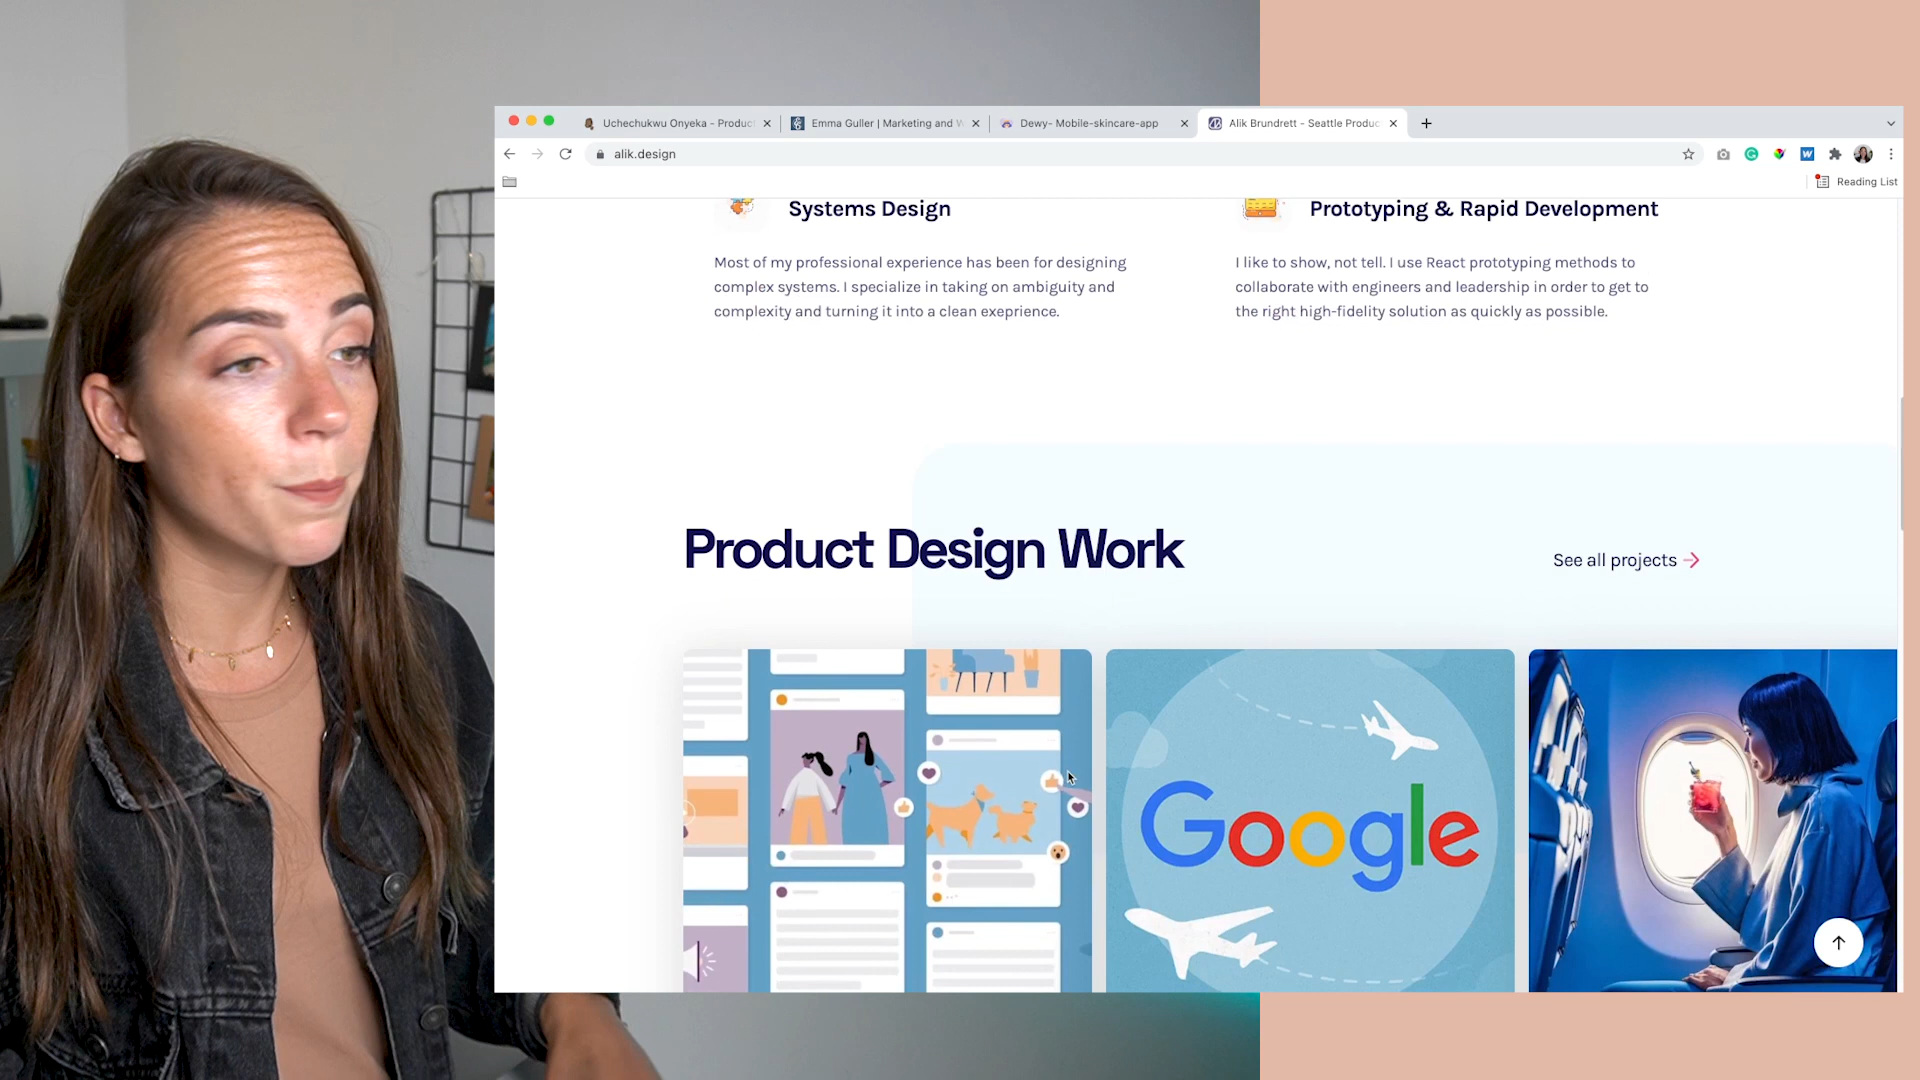 Uchechukwu Onyeka - Produc
Emma Guller | Marketing and W
Dewy- Mobile-skincare-app
Alik Brundrett - Seattle Produc
alik.design
Reading List
Systems Design
Prototyping & Rapid Development
Most of my professional experience has been for designing
complex systems. I specialize in taking on ambiguity and
complexity and turning it into a clean exeprience.
I like to show, not tell. I use React prototyping methods to
collaborate with engineers and leadership in order to get to
the right high-fidelity solution as quickly as possible.
Product Design Work
See all projects
Google